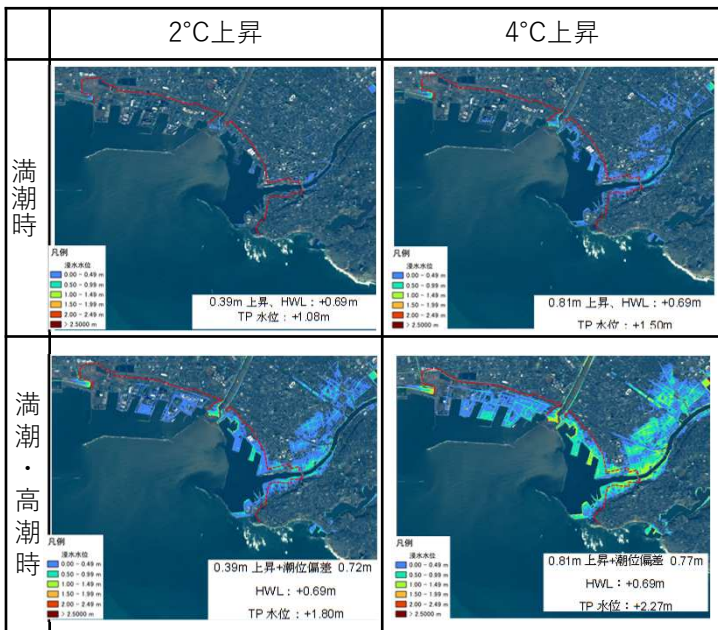 2°C上昇
4°C上昇
満潮時
凡例
浸水水位
0.00 - 0.49 m
0.50 - 0.99 m
1.00 - 1.49 m
1.50 - 1.99 m
2.00 - 2.49 m
> 2.5000 m
0.39m 上昇、HWL：+0.69m
TP 水位：+1.08m
凡例
浸水水位
0.00 - 0.49 m
0.50 - 0.99 m
1.00 - 1.49 m
1.50 - 1.99 m
2.00 - 2.49 m
> 2.5000 m
0.81m 上昇、HWL：+0.69m
TP 水位：+1.50m
満潮・高潮時
凡例
浸水水位
0.00 - 0.49 m
0.50 - 0.99 m
1.00 - 1.49 m
1.50 - 1.99 m
2.00 - 2.49 m
> 2.5000 m
0.39m 上昇+潮位偏差 0.72m
HWL：+0.69m
TP 水位：+1.80m
凡例
浸水水位
0.00 - 0.49 m
0.50 - 0.99 m
1.00 - 1.49 m
1.50 - 1.99 m
2.00 - 2.49 m
> 2.5000 m
0.81m 上昇+潮位偏差 0.77m
HWL：+0.69m
TP 水位：+2.27m